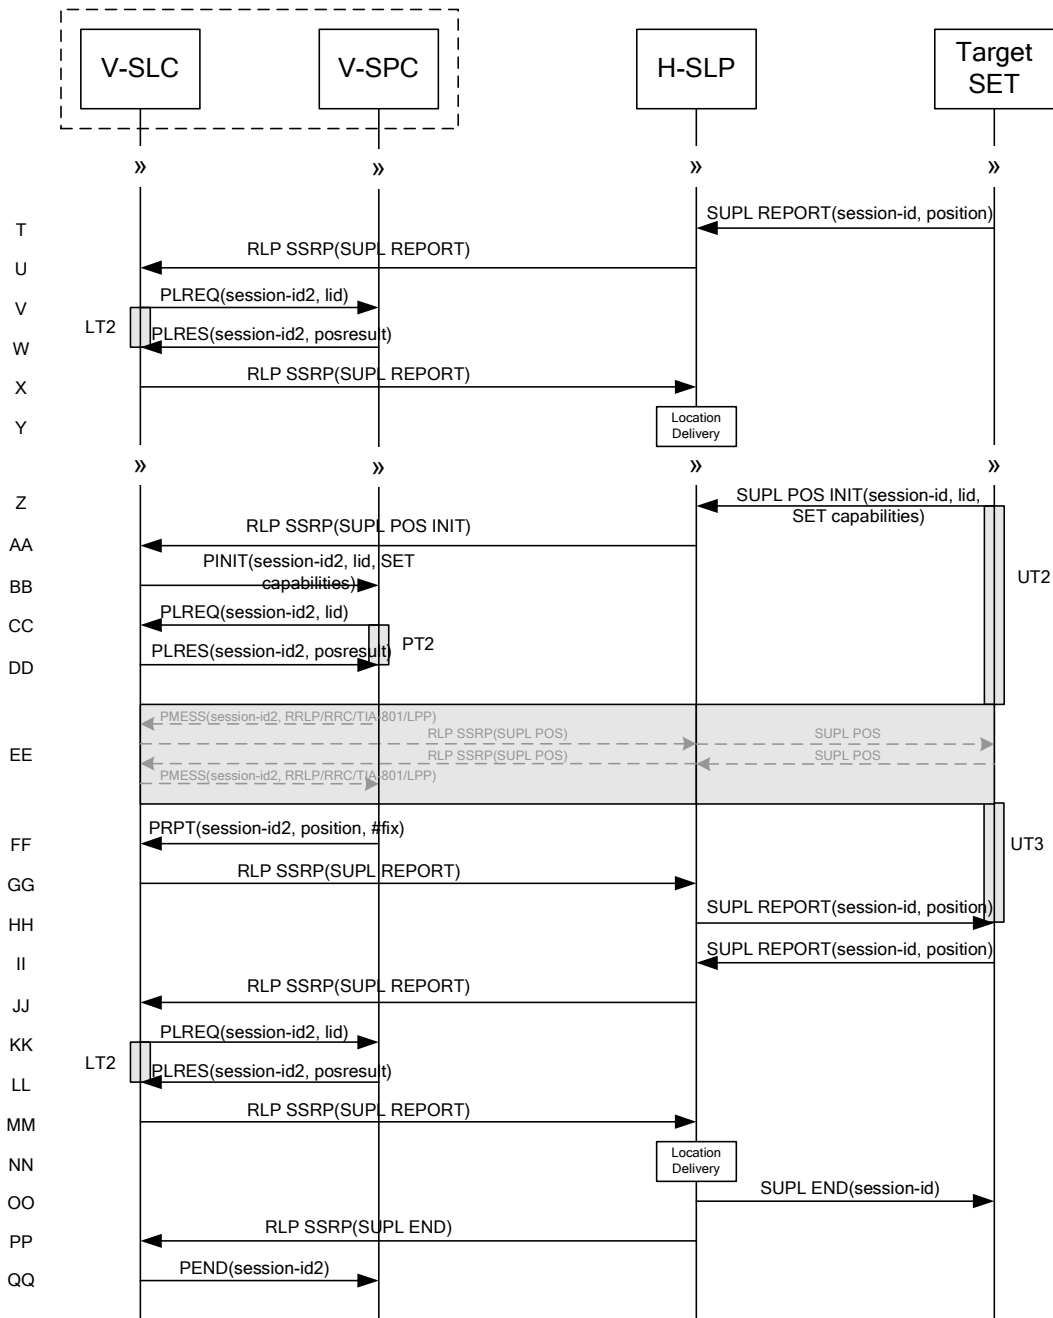 V-SLC
V-SPC
H-SLP
Target
SET
» » » »
T
SUPL REPORT(session-id, position)
U
RLP SSRP(SUPL REPORT)
V
PLREQ(session-id2, lid)
LT2
W
PLRES(session-id2, posresult)
X
RLP SSRP(SUPL REPORT)
Y
Location
Delivery
» » » »
Z
SUPL POS INIT(session-id, lid,
SET capabilities)
AA
RLP SSRP(SUPL POS INIT)
BB
PINIT(session-id2, lid, SET
capabilities)
UT2
CC
PLREQ(session-id2, lid)
PT2
DD
PLRES(session-id2, posresult)
EE
PMESS(session-id2, RRLP/RRC/TIA-801/LPP)
RLP SSRP(SUPL POS)
SUPL POS
RLP SSRP(SUPL POS)
SUPL POS
PMESS(session-id2, RRLP/RRC/TIA-801/LPP)
FF
PRPT(session-id2, position, #fix)
UT3
GG
RLP SSRP(SUPL REPORT)
HH
SUPL REPORT(session-id, position)
II
SUPL REPORT(session-id, position)
JJ
RLP SSRP(SUPL REPORT)
KK
PLREQ(session-id2, lid)
LT2
LL
PLRES(session-id2, posresult)
MM
RLP SSRP(SUPL REPORT)
NN
Location
Delivery
OO
SUPL END(session-id)
PP
RLP SSRP(SUPL END)
QQ
PEND(session-id2)